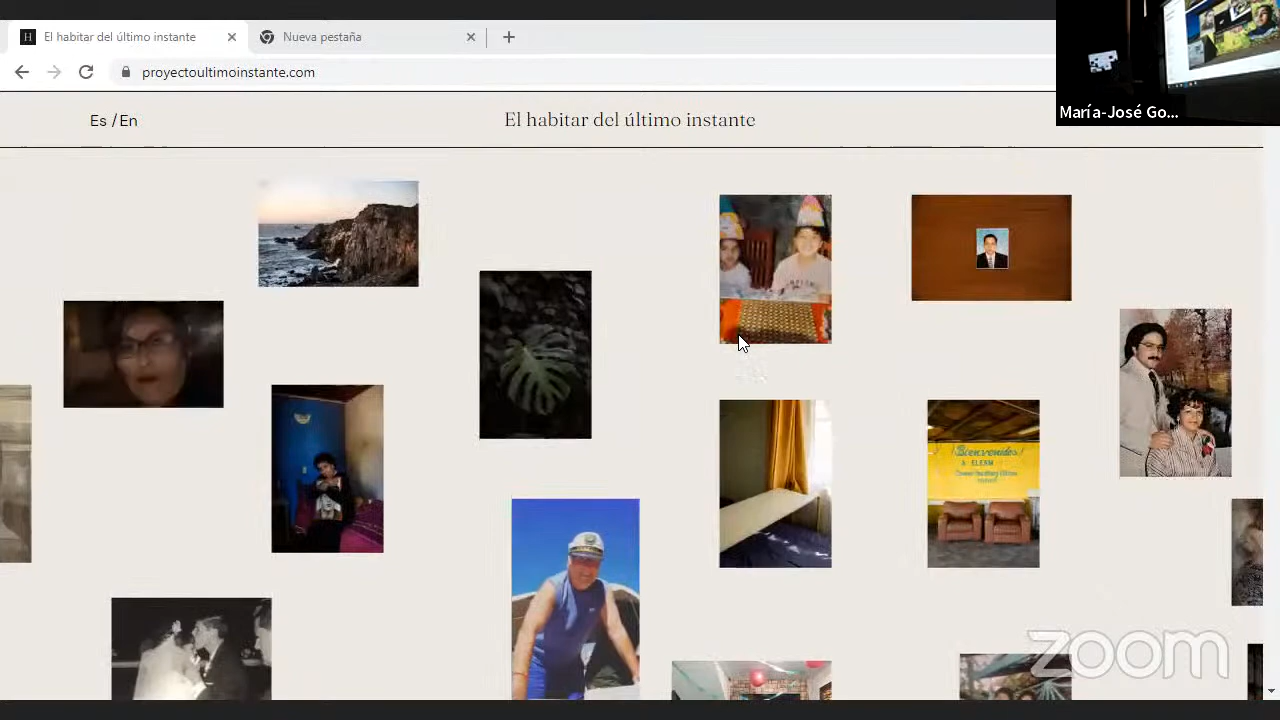 El habitar del último instante
Nueva pestaña
proyectoultimoinstante.com
María-José Go...
Es / En
El habitar del último instante
¡Bienvenidos!
A ELEAM
zoom